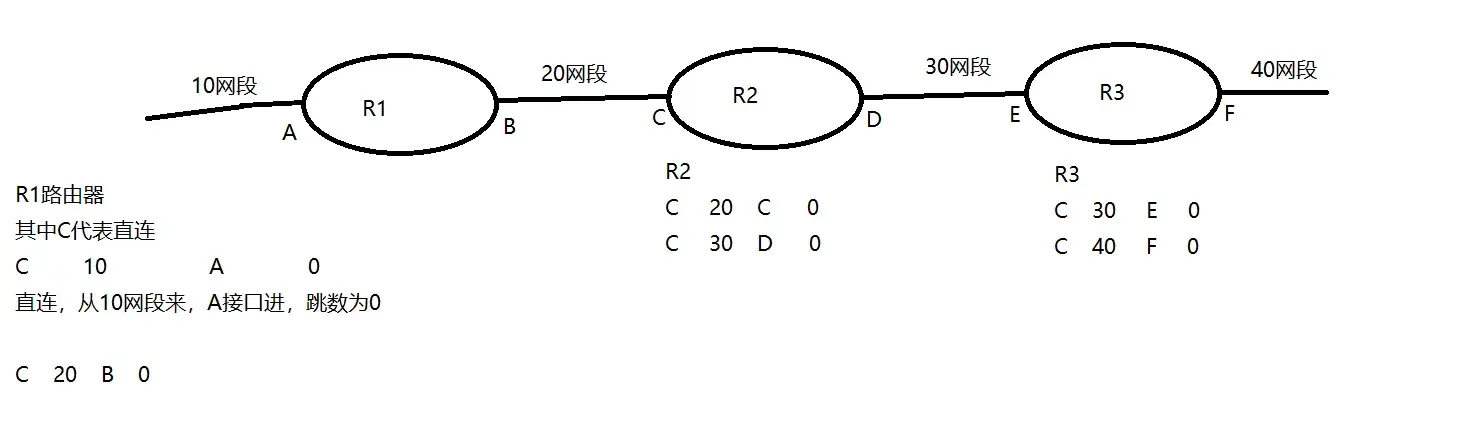 10网段
20网段
30网段
40网段
R1
R2
R3
A
B
C
D
E
F
R1路由器
其中C代表直连
C 10 A 0
直连，从10网段来，A接口进，跳数为0
C 20 B 0
R2
C 20 C 0
C 30 D 0
R3
C 30 E 0
C 40 F 0